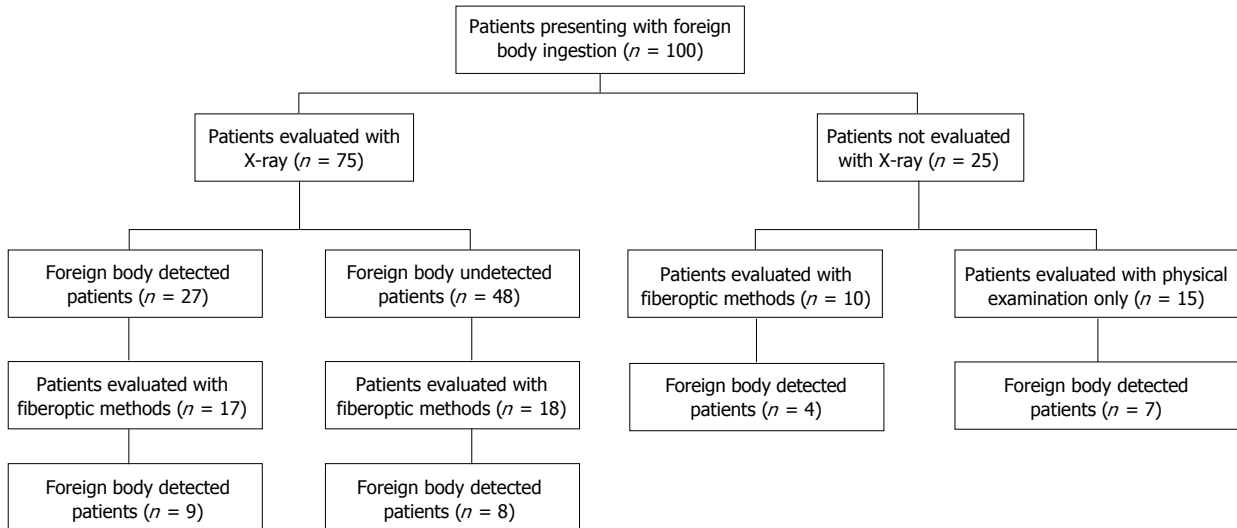 Patients presenting with foreign
body ingestion (n = 100)
Patients evaluated with
X-ray (n = 75)
Patients not evaluated
with X-ray (n = 25)
Foreign body detected
patients (n = 27)
Foreign body undetected
patients (n = 48)
Patients evaluated with
fiberoptic methods (n = 10)
Patients evaluated with physical
examination only (n = 15)
Patients evaluated with
fiberoptic methods (n = 17)
Patients evaluated with
fiberoptic methods (n = 18)
Foreign body detected
patients (n = 4)
Foreign body detected
patients (n = 7)
Foreign body detected
patients (n = 9)
Foreign body detected
patients (n = 8)